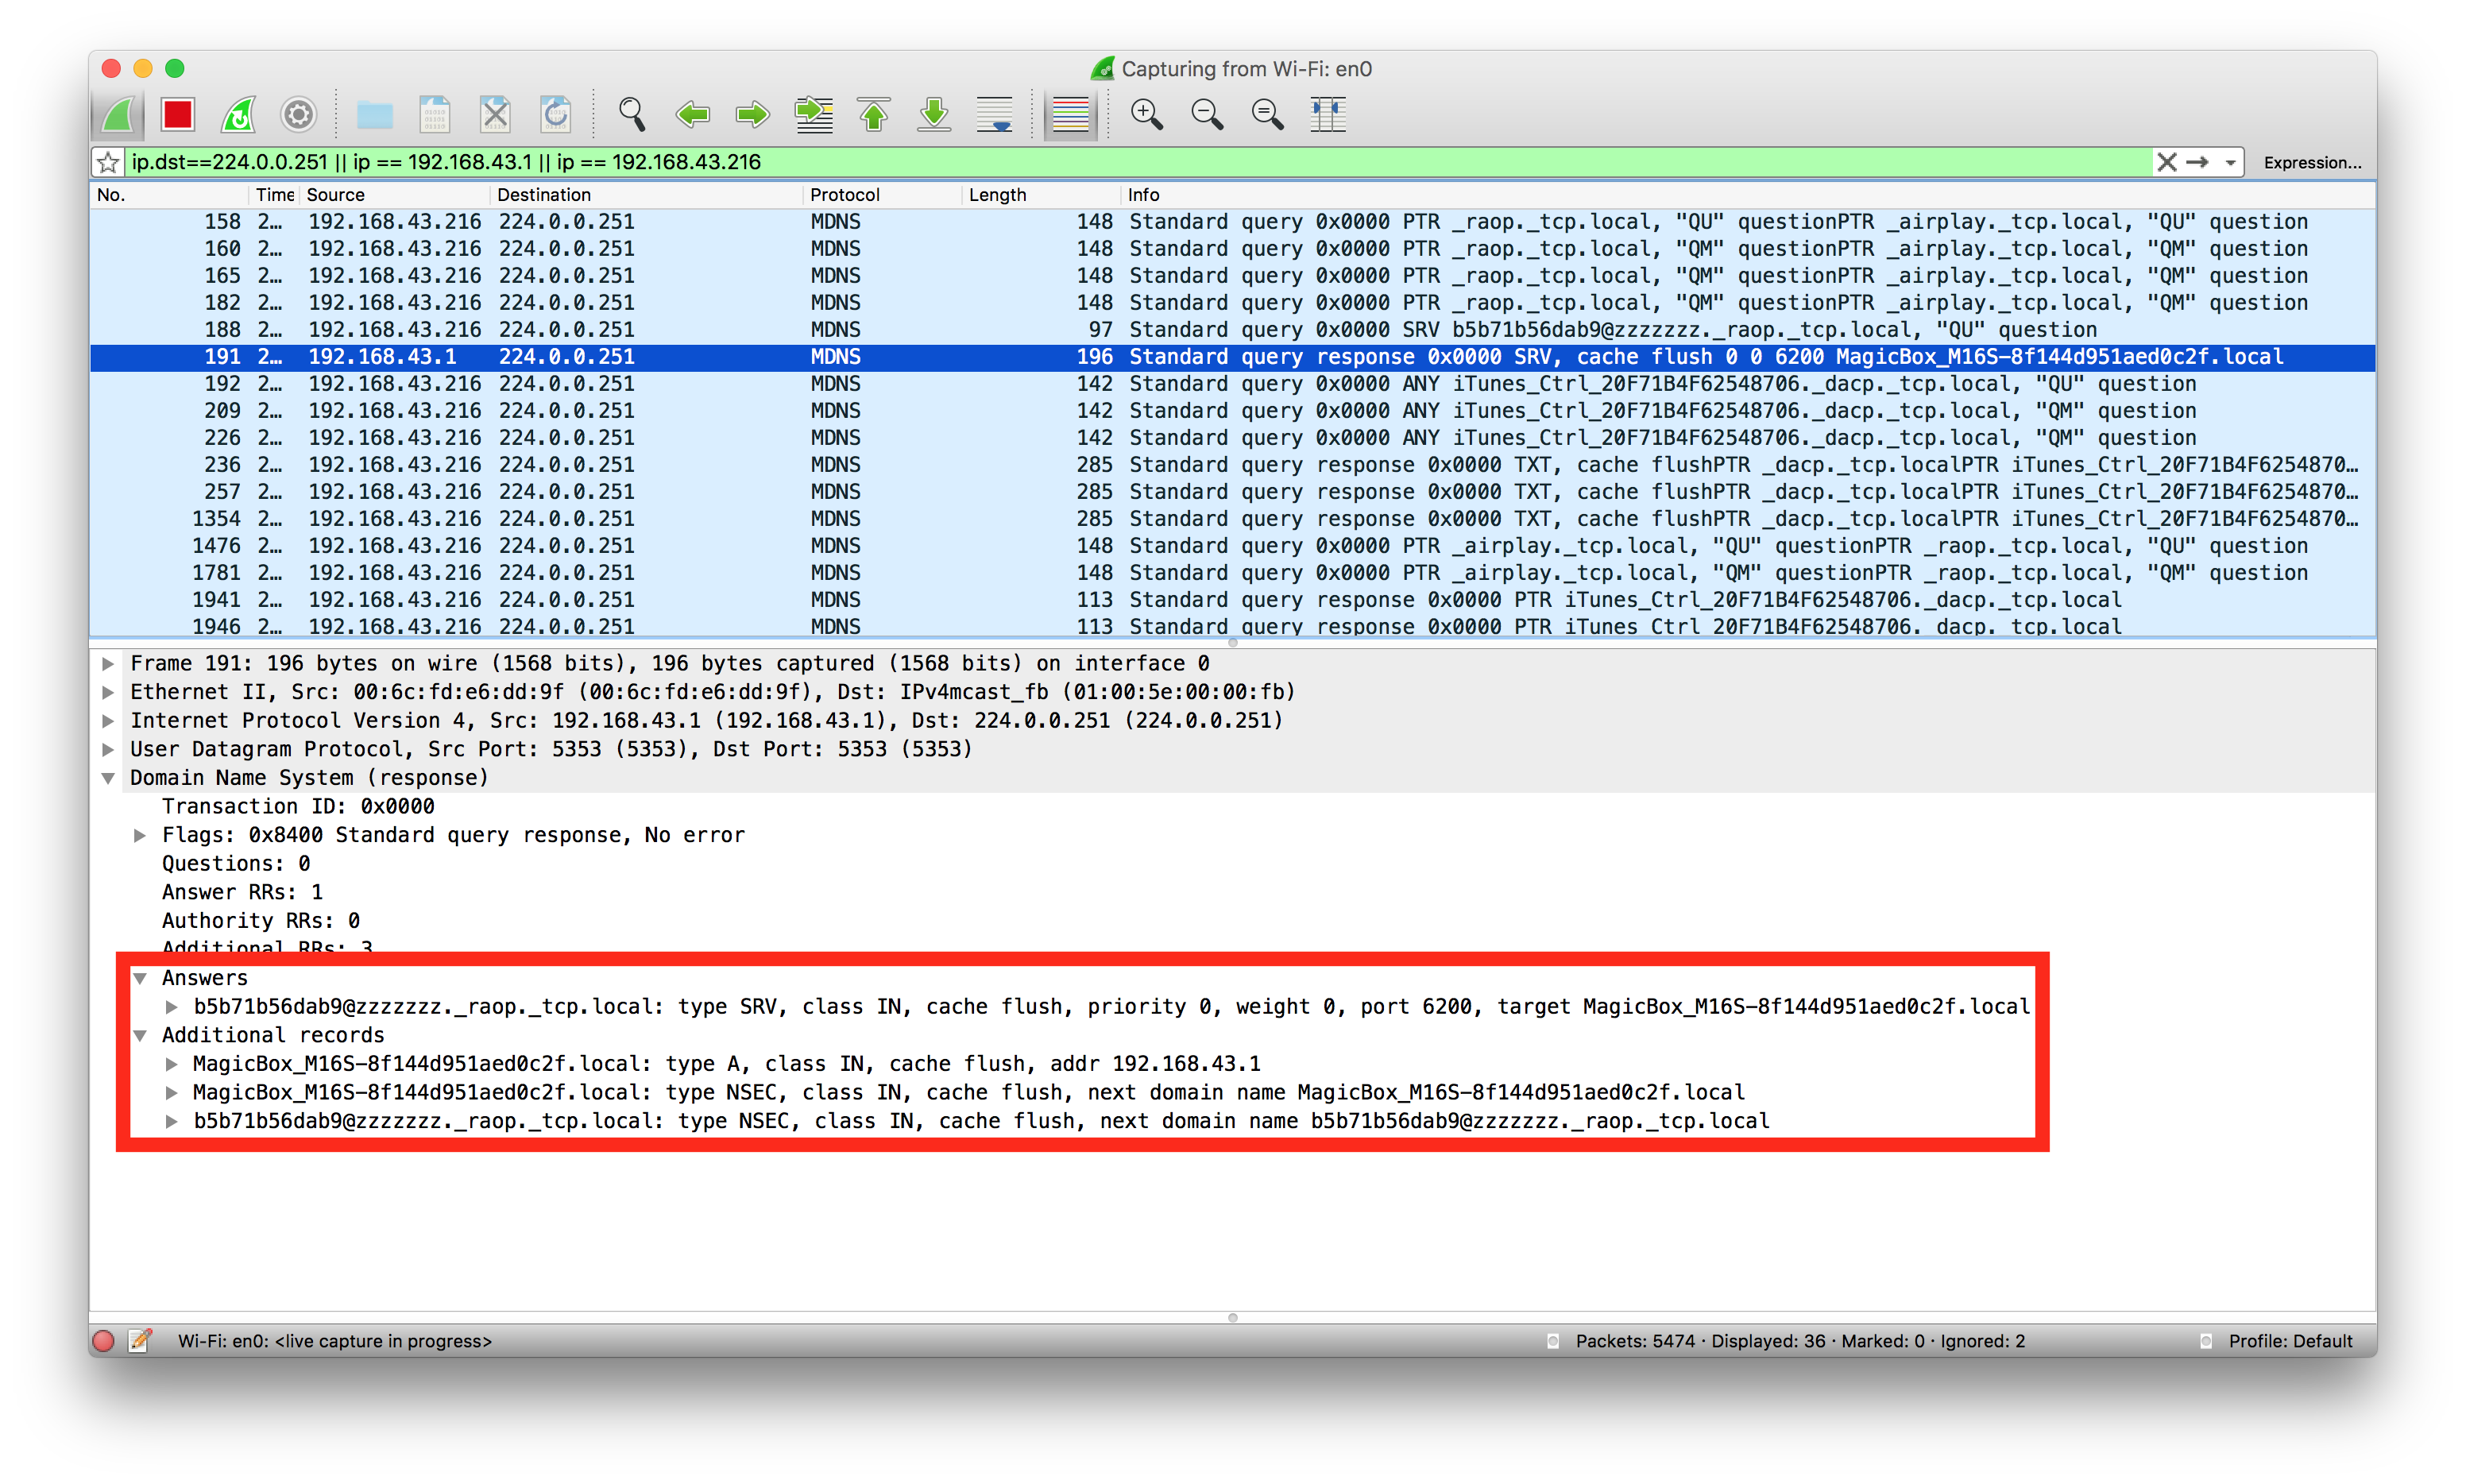 Capturing from Wi-Fi: en0
ip.dst==224.0.0.251 || ip == 192.168.43.1 || ip == 192.168.43.216 Expression...
No. Time Source Destination Protocol Length Info
158 2… 192.168.43.216 224.0.0.251 MDNS 148 Standard query 0x0000 PTR _raop._tcp.local, "QU" questionPTR _airplay._tcp.local, "QU" question
160 2… 192.168.43.216 224.0.0.251 MDNS 148 Standard query 0x0000 PTR _raop._tcp.local, "QM" questionPTR _airplay._tcp.local, "QM" question
165 2… 192.168.43.216 224.0.0.251 MDNS 148 Standard query 0x0000 PTR _raop._tcp.local, "QM" questionPTR _airplay._tcp.local, "QM" question
182 2… 192.168.43.216 224.0.0.251 MDNS 148 Standard query 0x0000 PTR _raop._tcp.local, "QM" questionPTR _airplay._tcp.local, "QM" question
188 2… 192.168.43.216 224.0.0.251 MDNS 97 Standard query 0x0000 SRV b5b71b56dab9@zzzzzzz._raop._tcp.local, "QU" question
191 2… 192.168.43.1 224.0.0.251 MDNS 196 Standard query response 0x0000 SRV, cache flush 0 0 6200 MagicBox_M16S-8f144d951aed0c2f.local
192 2… 192.168.43.216 224.0.0.251 MDNS 142 Standard query 0x0000 ANY iTunes_Ctrl_20F71B4F62548706._dacp._tcp.local, "QU" question
209 2… 192.168.43.216 224.0.0.251 MDNS 142 Standard query 0x0000 ANY iTunes_Ctrl_20F71B4F62548706._dacp._tcp.local, "QM" question
226 2… 192.168.43.216 224.0.0.251 MDNS 142 Standard query 0x0000 ANY iTunes_Ctrl_20F71B4F62548706._dacp._tcp.local, "QM" question
236 2… 192.168.43.216 224.0.0.251 MDNS 285 Standard query response 0x0000 TXT, cache flushPTR _dacp._tcp.localPTR iTunes_Ctrl_20F71B4F6254870…
257 2… 192.168.43.216 224.0.0.251 MDNS 285 Standard query response 0x0000 TXT, cache flushPTR _dacp._tcp.localPTR iTunes_Ctrl_20F71B4F6254870…
1354 2… 192.168.43.216 224.0.0.251 MDNS 285 Standard query response 0x0000 TXT, cache flushPTR _dacp._tcp.localPTR iTunes_Ctrl_20F71B4F6254870…
1476 2… 192.168.43.216 224.0.0.251 MDNS 148 Standard query 0x0000 PTR _airplay._tcp.local, "QU" questionPTR _raop._tcp.local, "QU" question
1781 2… 192.168.43.216 224.0.0.251 MDNS 148 Standard query 0x0000 PTR _airplay._tcp.local, "QM" questionPTR _raop._tcp.local, "QM" question
1941 2… 192.168.43.216 224.0.0.251 MDNS 113 Standard query response 0x0000 PTR iTunes_Ctrl_20F71B4F62548706._dacp._tcp.local
1946 2… 192.168.43.216 224.0.0.251 MDNS 113 Standard query response 0x0000 PTR iTunes_Ctrl_20F71B4F62548706._dacp._tcp.local
Frame 191: 196 bytes on wire (1568 bits), 196 bytes captured (1568 bits) on interface 0
Ethernet II, Src: 00:6c:fd:e6:dd:9f (00:6c:fd:e6:dd:9f), Dst: IPv4mcast_fb (01:00:5e:00:00:fb)
Internet Protocol Version 4, Src: 192.168.43.1 (192.168.43.1), Dst: 224.0.0.251 (224.0.0.251)
User Datagram Protocol, Src Port: 5353 (5353), Dst Port: 5353 (5353)
Domain Name System (response)
Transaction ID: 0x0000
Flags: 0x8400 Standard query response, No error
Questions: 0
Answer RRs: 1
Authority RRs: 0
Additional RRs: 3
Answers
b5b71b56dab9@zzzzzzz._raop._tcp.local: type SRV, class IN, cache flush, priority 0, weight 0, port 6200, target MagicBox_M16S-8f144d951aed0c2f.local
Additional records
MagicBox_M16S-8f144d951aed0c2f.local: type A, class IN, cache flush, addr 192.168.43.1
MagicBox_M16S-8f144d951aed0c2f.local: type NSEC, class IN, cache flush, next domain name MagicBox_M16S-8f144d951aed0c2f.local
b5b71b56dab9@zzzzzzz._raop._tcp.local: type NSEC, class IN, cache flush, next domain name b5b71b56dab9@zzzzzzz._raop._tcp.local
Wi-Fi: en0: <live capture in progress> Packets: 5474 · Displayed: 36 · Marked: 0 · Ignored: 2 Profile: Default